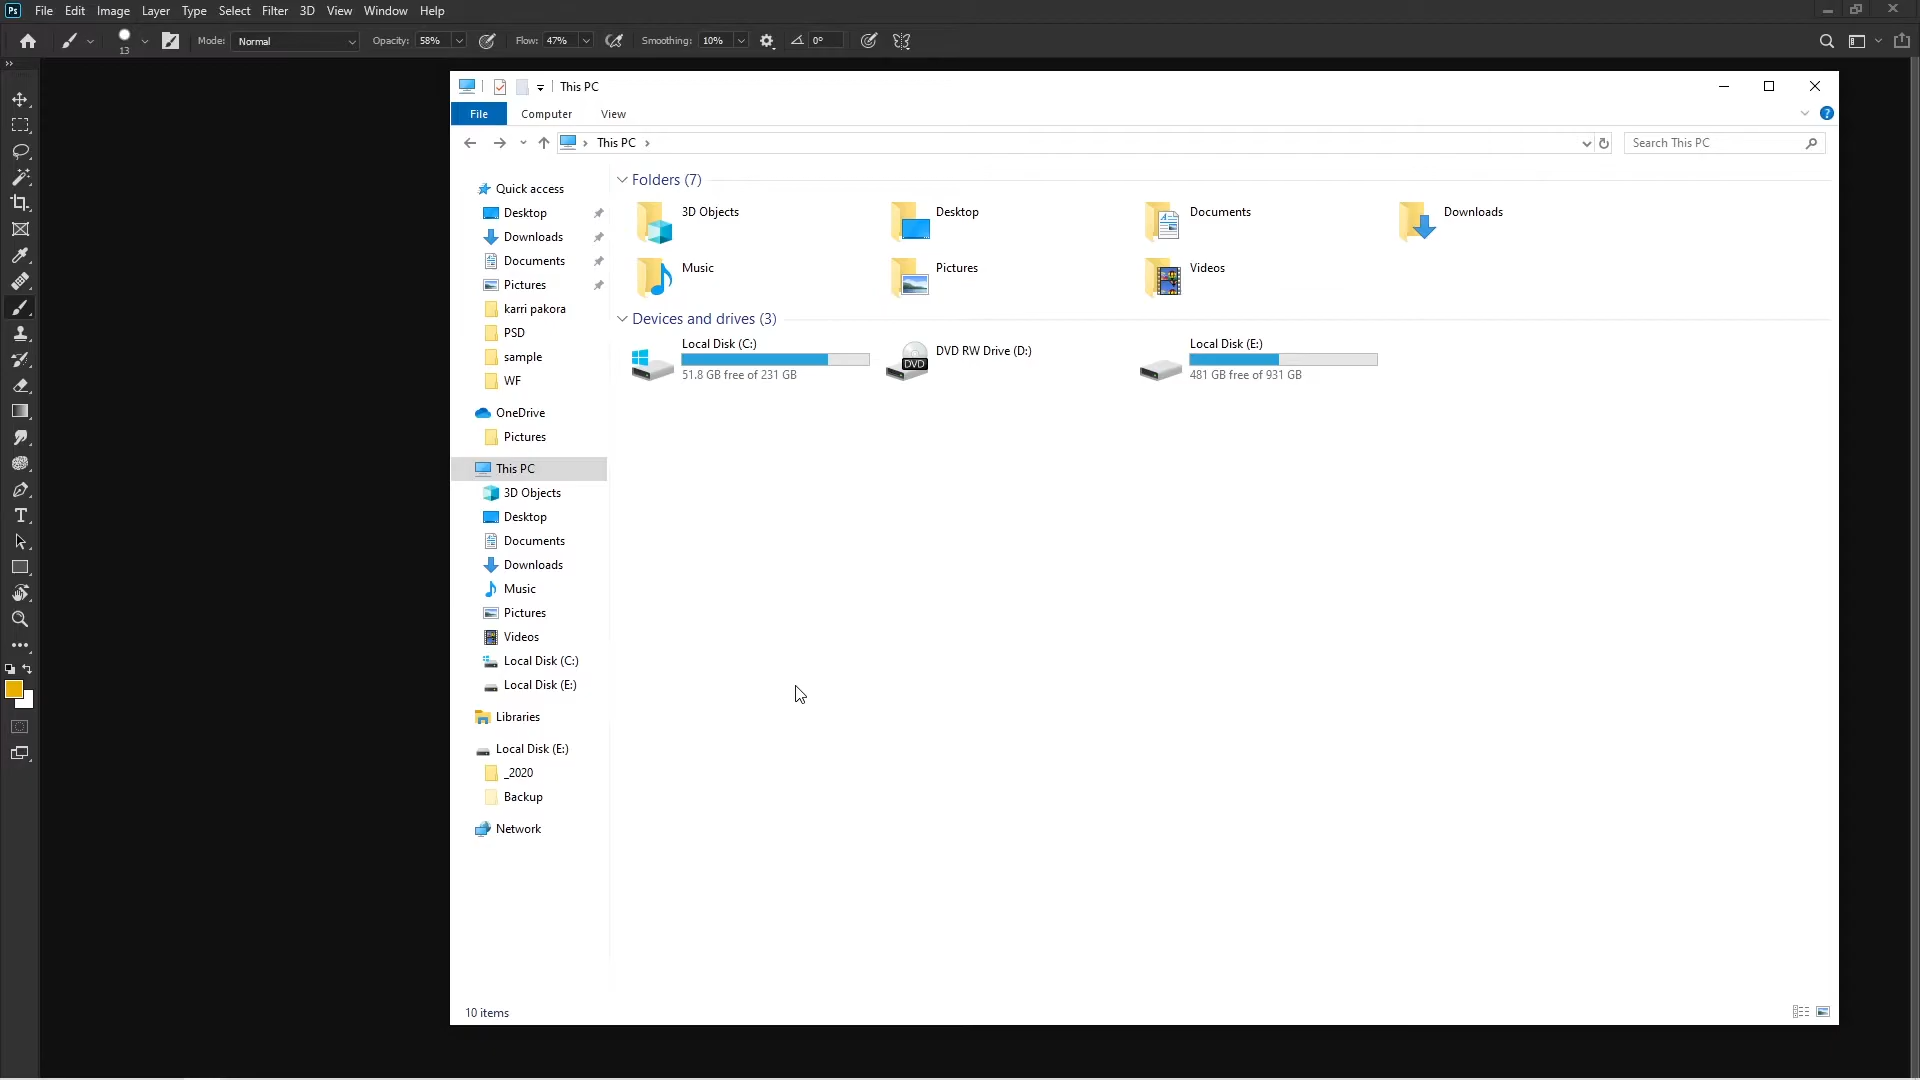 Ps File Edit Image Layer Type Select Filter 3D View Window Help
13 Mode: Normal Opacity: 58% Flow: 47% Smoothing: 10% 0°
This PC
File Computer View
This PC
Search This PC
Quick access
Desktop
Downloads
Documents
Pictures
karri pakora
PSD
sample
WF
OneDrive
Pictures
This PC
3D Objects
Desktop
Documents
Downloads
Music
Pictures
Videos
Local Disk (C:)
Local Disk (E:)
Libraries
Local Disk (E:)
_2020
Backup
Network
Folders (7)
3D Objects
Desktop
Documents
Downloads
Music
Pictures
Videos
Devices and drives (3)
Local Disk (C:)
51.8 GB free of 231 GB
DVD
DVD RW Drive (D:)
Local Disk (E:)
481 GB free of 931 GB
10 items